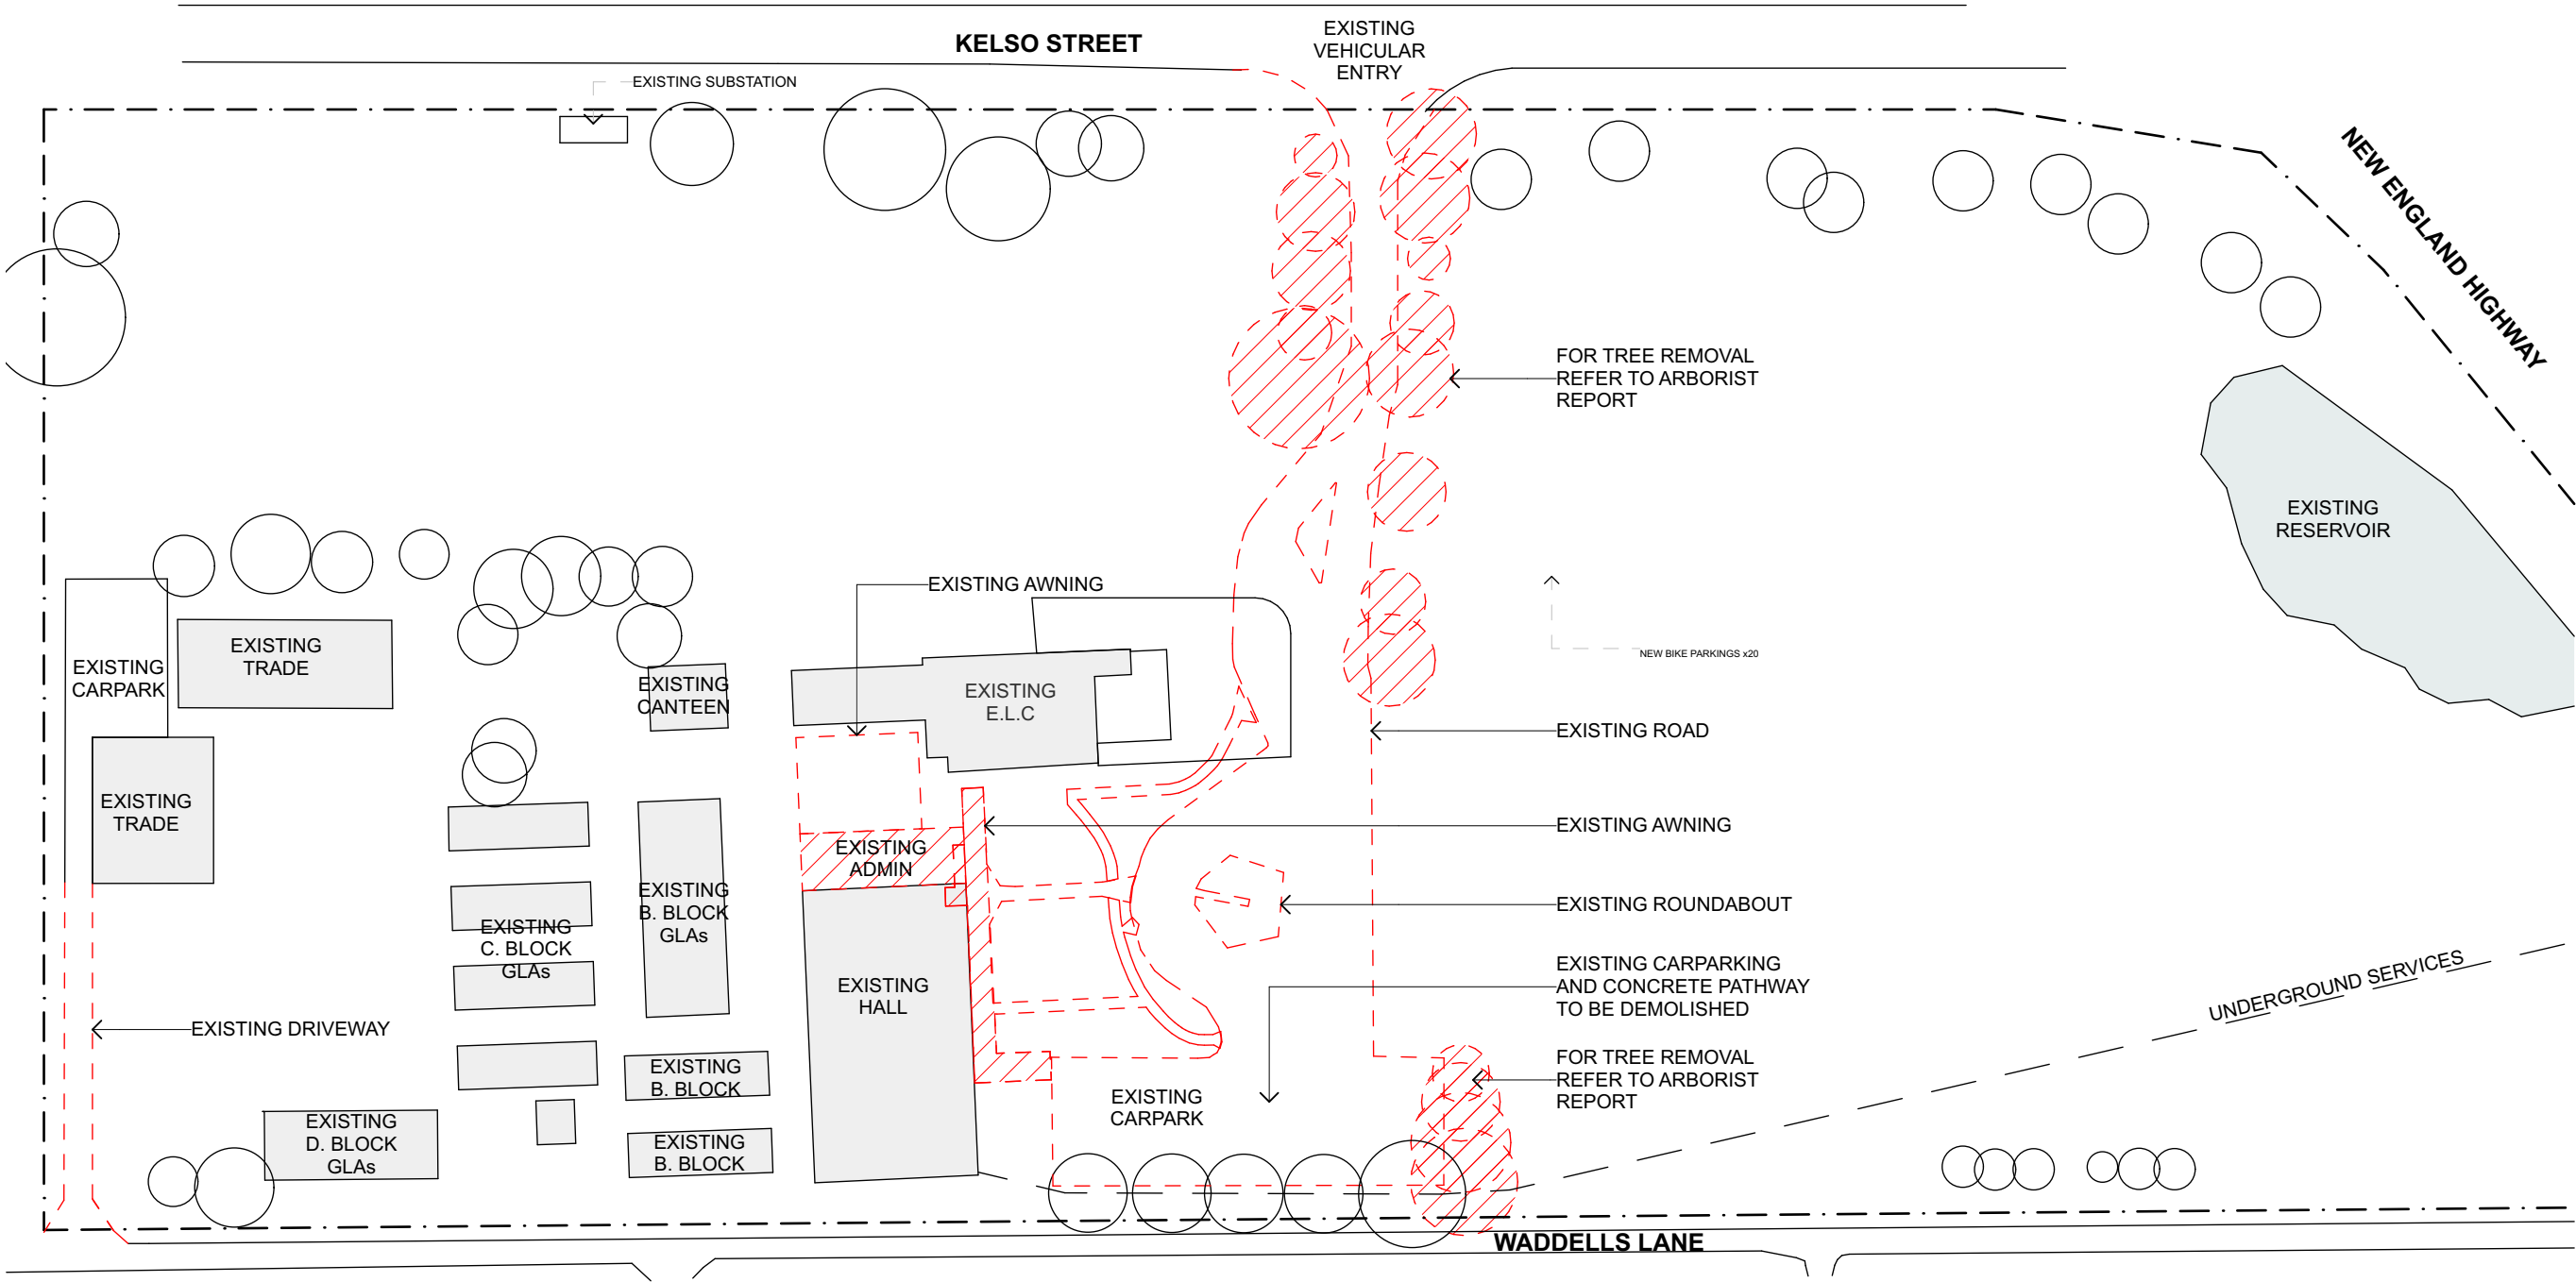 KELSO STREET
EXISTING
VEHICULAR
ENTRY
EXISTING SUBSTATION
NEW ENGLAND HIGHWAY
FOR TREE REMOVAL
REFER TO ARBORIST
REPORT
EXISTING
RESERVOIR
EXISTING AWNING
EXISTING
TRADE
EXISTING
CARPARK
EXISTING
CANTEEN
EXISTING
E.L.C
NEW BIKE PARKINGS x20
EXISTING ROAD
EXISTING
TRADE
EXISTING AWNING
EXISTING
ADMIN
EXISTING
B. BLOCK
GLAs
EXISTING ROUNDABOUT
EXISTING
C. BLOCK
GLAs
EXISTING
HALL
EXISTING CARPARKING
AND CONCRETE PATHWAY
TO BE DEMOLISHED
UNDERGROUND SERVICES
EXISTING DRIVEWAY
FOR TREE REMOVAL
REFER TO ARBORIST
REPORT
EXISTING
B. BLOCK
EXISTING
CARPARK
EXISTING
D. BLOCK
GLAs
EXISTING
B. BLOCK
WADDELLS LANE